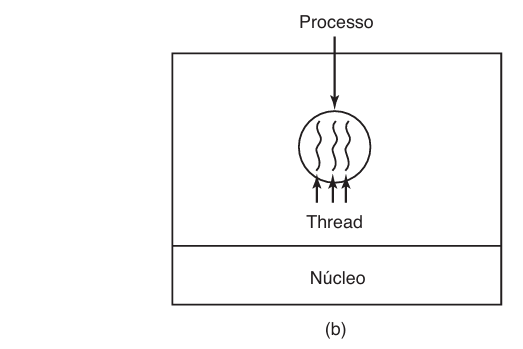 Processo
Thread
Núcleo
(b)